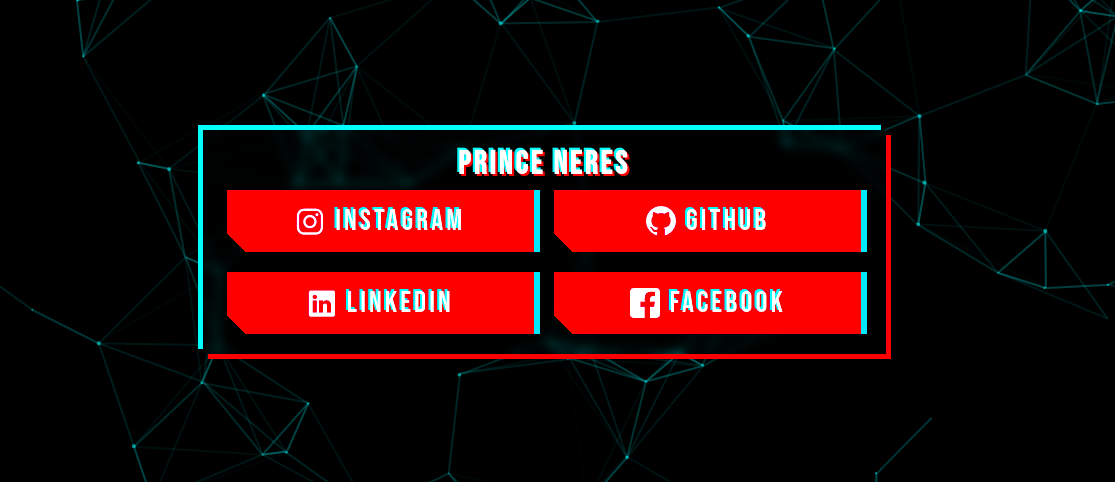 PRINCE NERES
INSTAGRAM
GITHUB
LINKEDIN
FACEBOOK